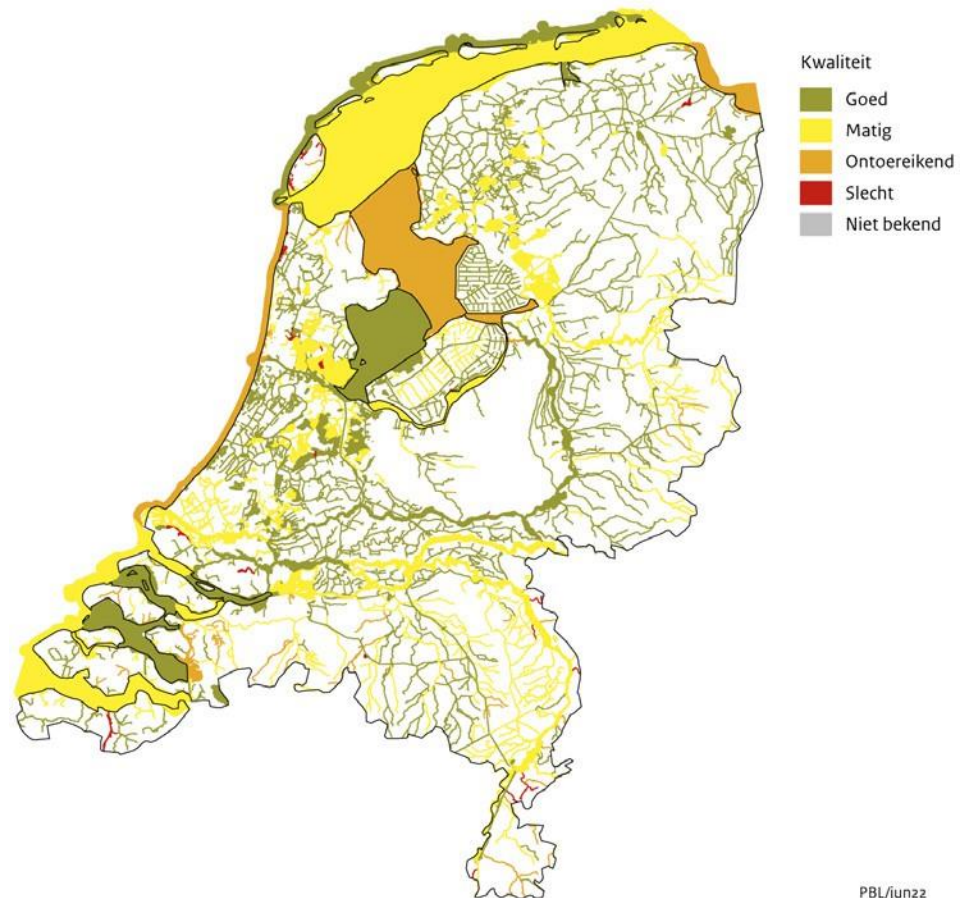 Kwaliteit
Goed
Matig
Ontoereikend
Slecht
Niet bekend
PBL/jun22